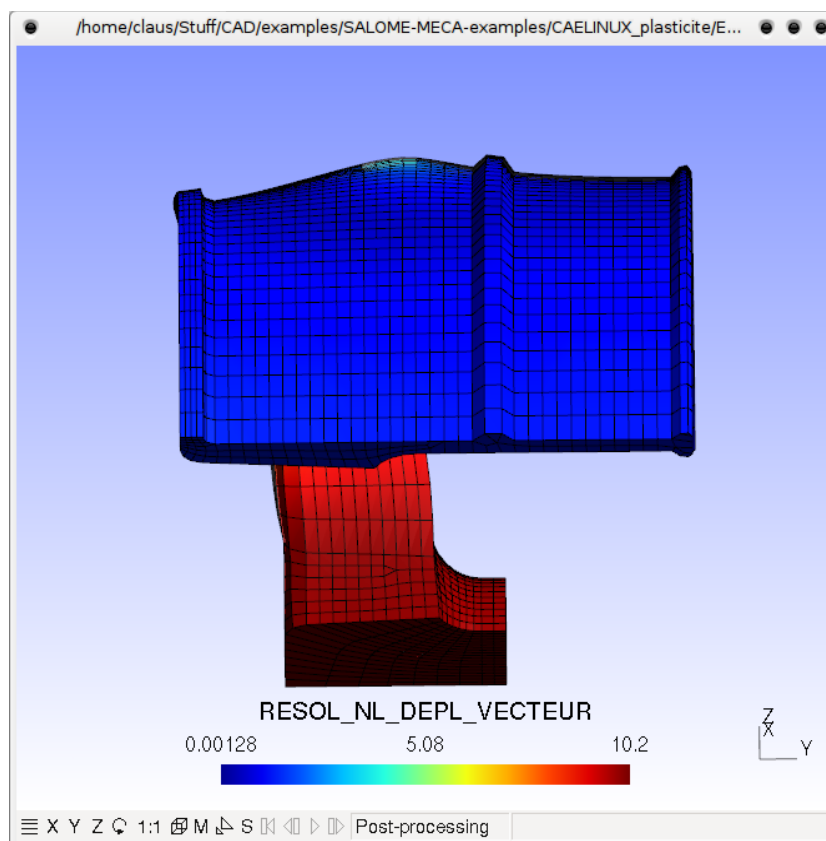 /home/claus/Stuff/CAD/examples/SALOME-MECA-examples/CAELINUX_plasticite/E...
RESOL_NL_DEPL_VECTEUR
0.00128 5.08 10.2
Z
X
Y
X Y Z 1:1 M S Post-processing